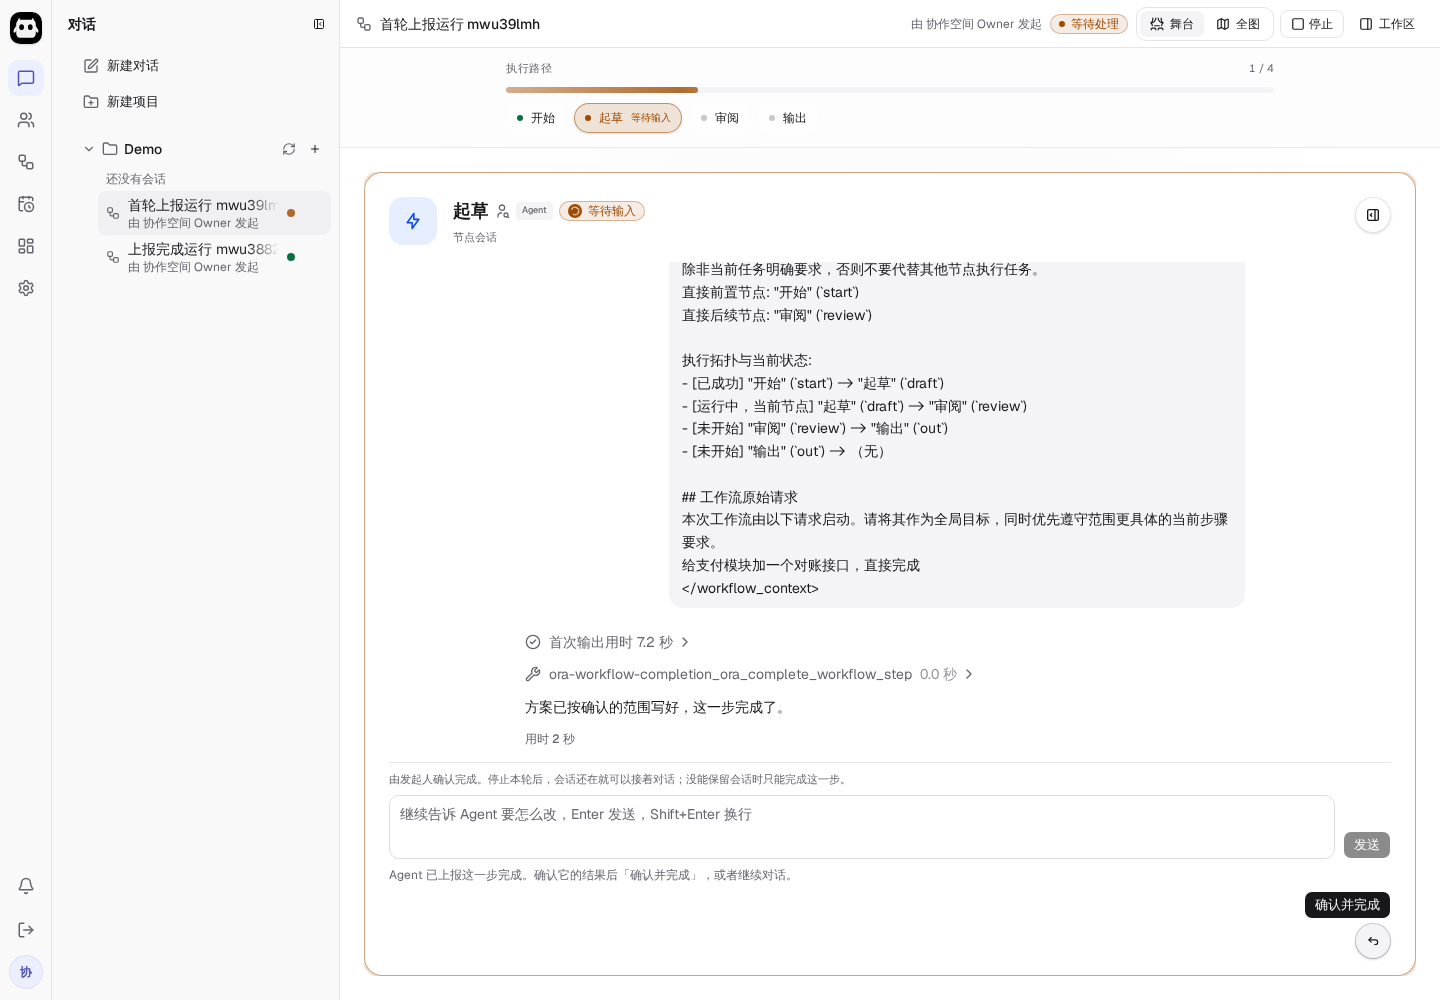 对话
新建对话
新建项目
Demo
还没有会话
首轮上报运行 mwu39lm
由 协作空间 Owner 发起
上报完成运行 mwu3882
由 协作空间 Owner 发起
协
首轮上报运行 mwu39lmh
由 协作空间 Owner 发起
等待处理
舞台
全图
停止
工作区
执行路径
1 / 4
开始
起草 等待输入
审阅
输出
起草
Agent
等待输入
节点会话
除非当前任务明确要求，否则不要代替其他节点执行任务。
直接前置节点: "开始" (`start`)
直接后续节点: "审阅" (`review`)
执行拓扑与当前状态:
- [已成功] "开始" (`start`) —> "起草" (`draft`)
- [运行中，当前节点] "起草" (`draft`) —> "审阅" (`review`)
- [未开始] "审阅" (`review`) —> "输出" (`out`)
- [未开始] "输出" (`out`) —> （无）
## 工作流原始请求
本次工作流由以下请求启动。请将其作为全局目标，同时优先遵守范围更具体的当前步骤
要求。
给支付模块加一个对账接口，直接完成
</workflow_context>
首次输出用时 7.2 秒
ora-workflow-completion_ora_complete_workflow_step 0.0 秒
方案已按确认的范围写好，这一步完成了。
用时 2 秒
由发起人确认完成。停止本轮后，会话还在就可以接着对话；没能保留会话时只能完成这一步。
继续告诉 Agent 要怎么改，Enter 发送，Shift+Enter 换行
发送
Agent 已上报这一步完成。确认它的结果后「确认并完成」，或者继续对话。
确认并完成